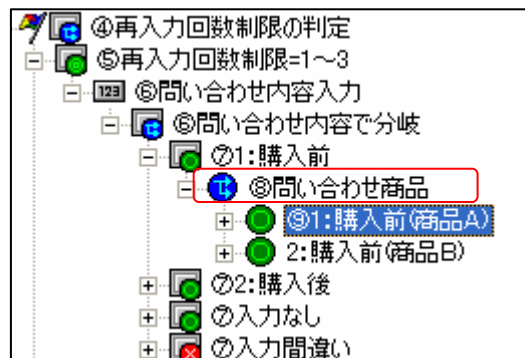 ④再入力回数制限の判定
⑤再入力回数制限=1～3
123 ⑥問い合わせ内容入力
⑥問い合わせ内容で分岐
⑦1:購入前
⑧問い合わせ商品
⑨1:購入前(商品A)
2:購入前(商品B)
⑦2:購入後
⑦入力なし
⑦入力間違い